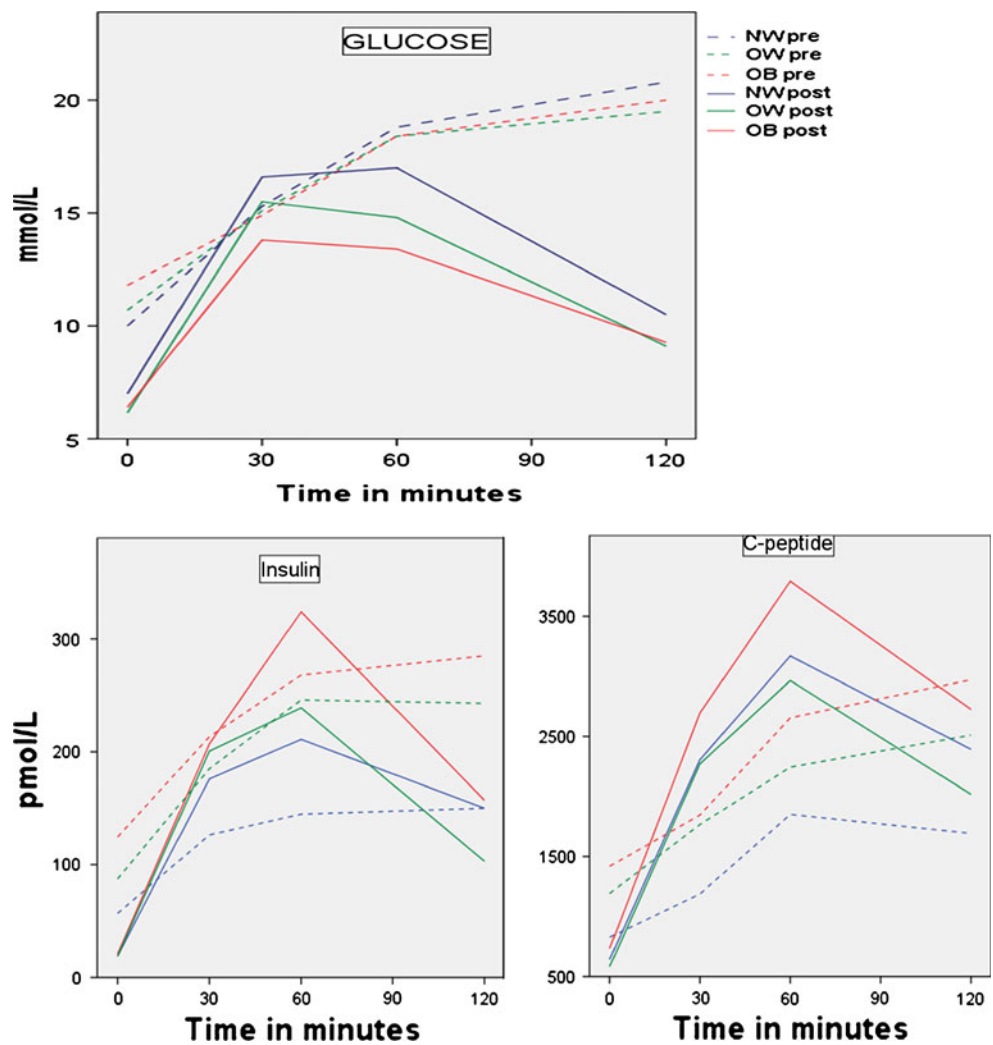 GLUCOSE
NW pre
OW pre
OB pre
NW post
OW post
OB post
mmol/L
20
15
10
5
0 30 60 90 120
Time in minutes
Insulin
pmol/L
300
200
100
0
0 30 60 90 120
Time in minutes
C-peptide
3500
2500
1500
500
0 30 60 90 120
Time in minutes